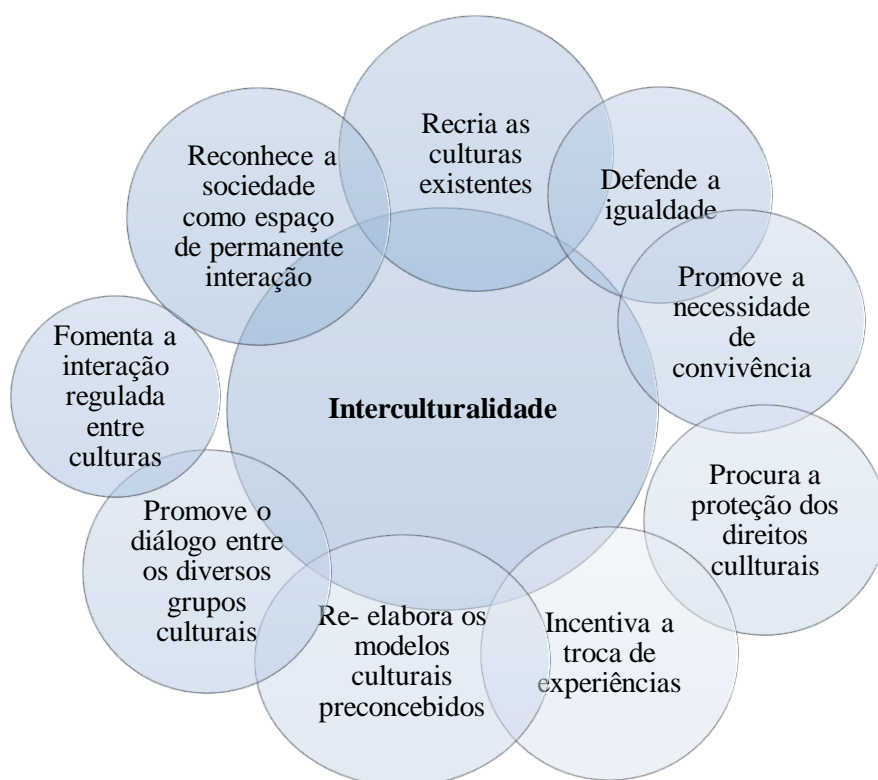 Recria as
culturas
existentes
Defende a
igualdade
Promove a
necessidade
de
convivência
Procura a
proteção dos
direitos
cullturais
Incentiva a
troca de
experiências
Re- elabora os
modelos
culturais
preconcebidos
Promove o
diálogo entre
os diversos
grupos
culturais
Fomenta a
interação
regulada
entre
culturas
Reconhece a
sociedade
como espaço
de permanente
interação
Interculturalidade